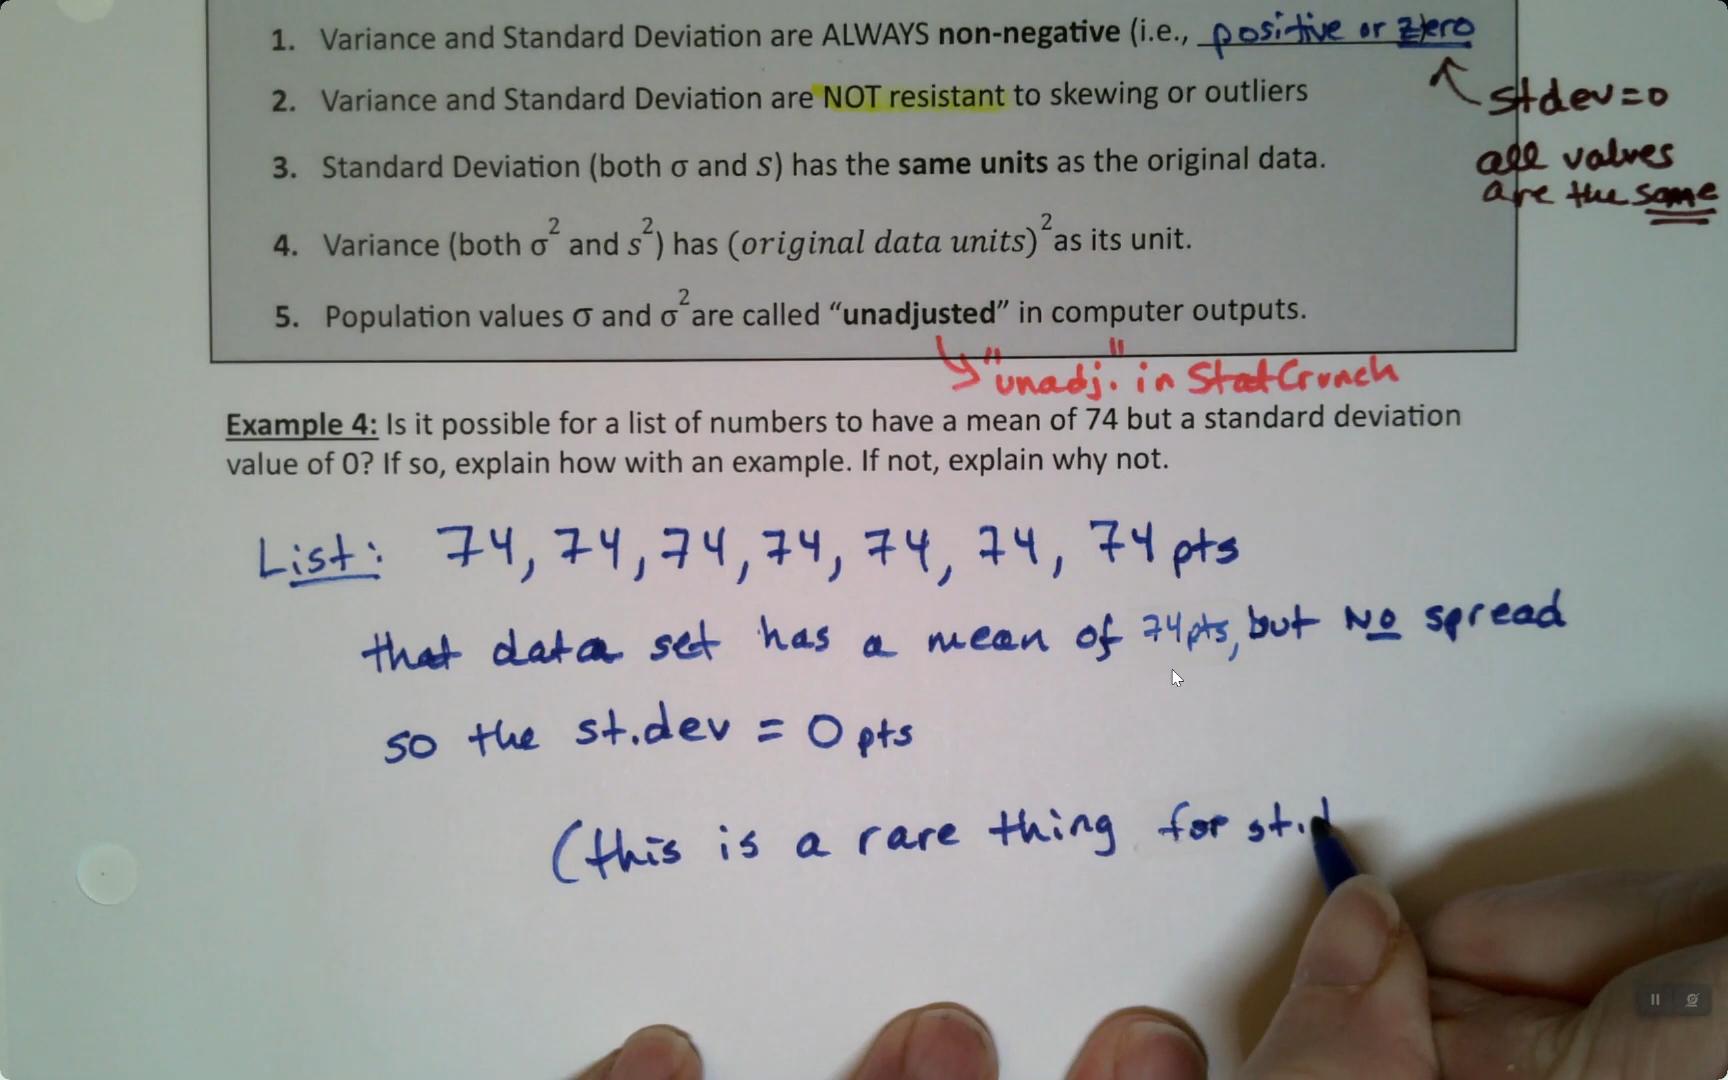 1. Variance and Standard Deviation are ALWAYS non-negative (i.e., positive or zero
stdev=0
all values
are the same
2. Variance and Standard Deviation are NOT resistant to skewing or outliers
3. Standard Deviation (both σ and s) has the same units as the original data.
4. Variance (both σ² and s²) has (original data units)² as its unit.
5. Population values σ and σ² are called “unadjusted” in computer outputs.
"unadj." in StatCrunch
Example 4: Is it possible for a list of numbers to have a mean of 74 but a standard deviation
value of 0? If so, explain how with an example. If not, explain why not.
List: 74, 74, 74, 74, 74, 74, 74 pts
that data set has a mean of 74pts, but NO spread
so the st.dev = 0 pts
(this is a rare thing for st.d